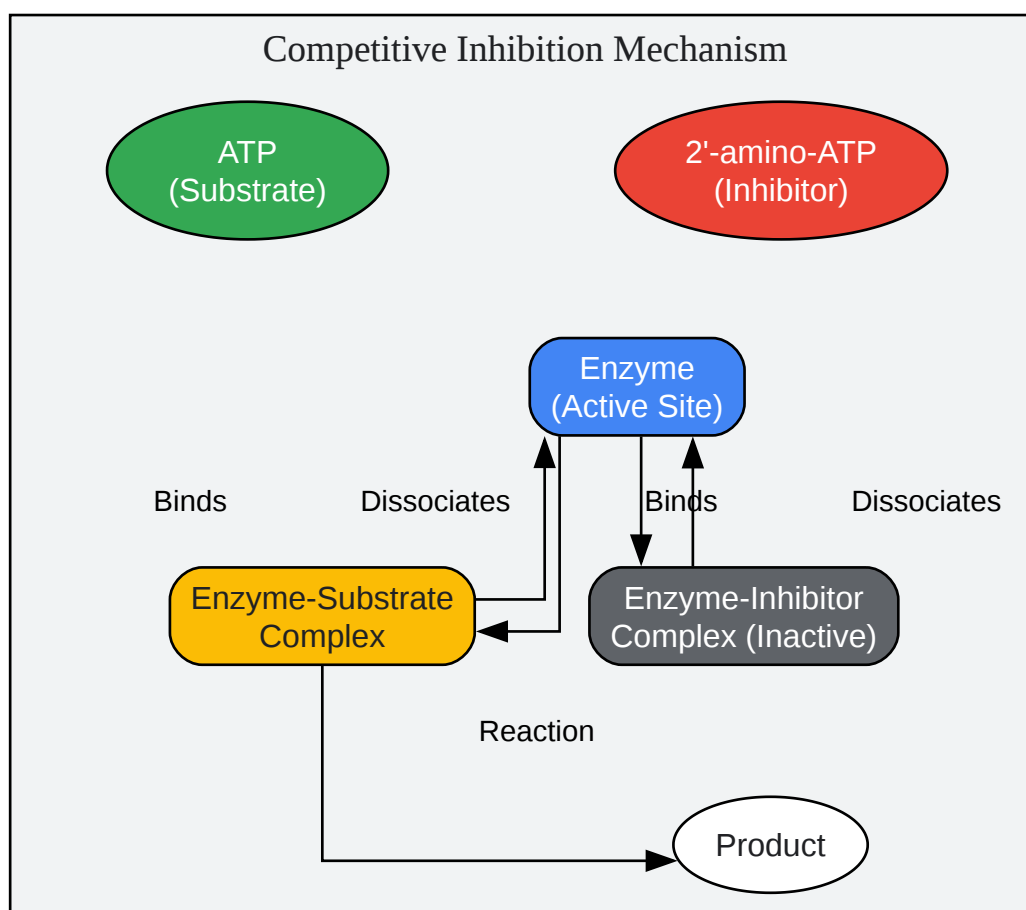 Competitive Inhibition Mechanism
ATP
(Substrate)
2'-amino-ATP
(Inhibitor)
Enzyme
(Active Site)
Binds
Dissociates
Binds
Dissociates
Enzyme-Substrate
Complex
Enzyme-Inhibitor
Complex (Inactive)
Reaction
Product